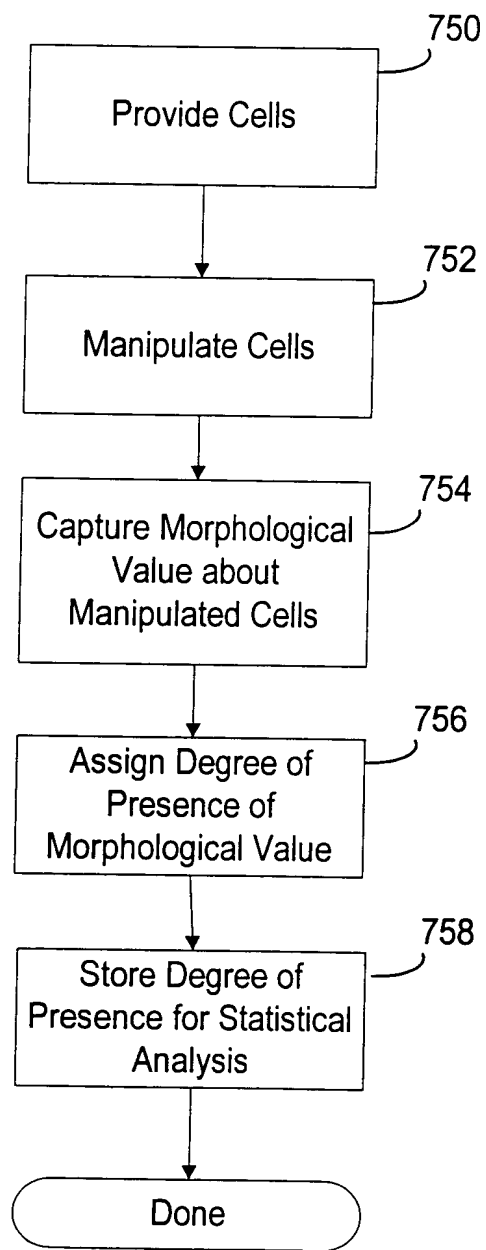 750
Provide Cells
752
Manipulate Cells
754
Capture Morphological
Value about
Manipulated Cells
756
Assign Degree of
Presence of
Morphological Value
758
Store Degree of
Presence for Statistical
Analysis
Done